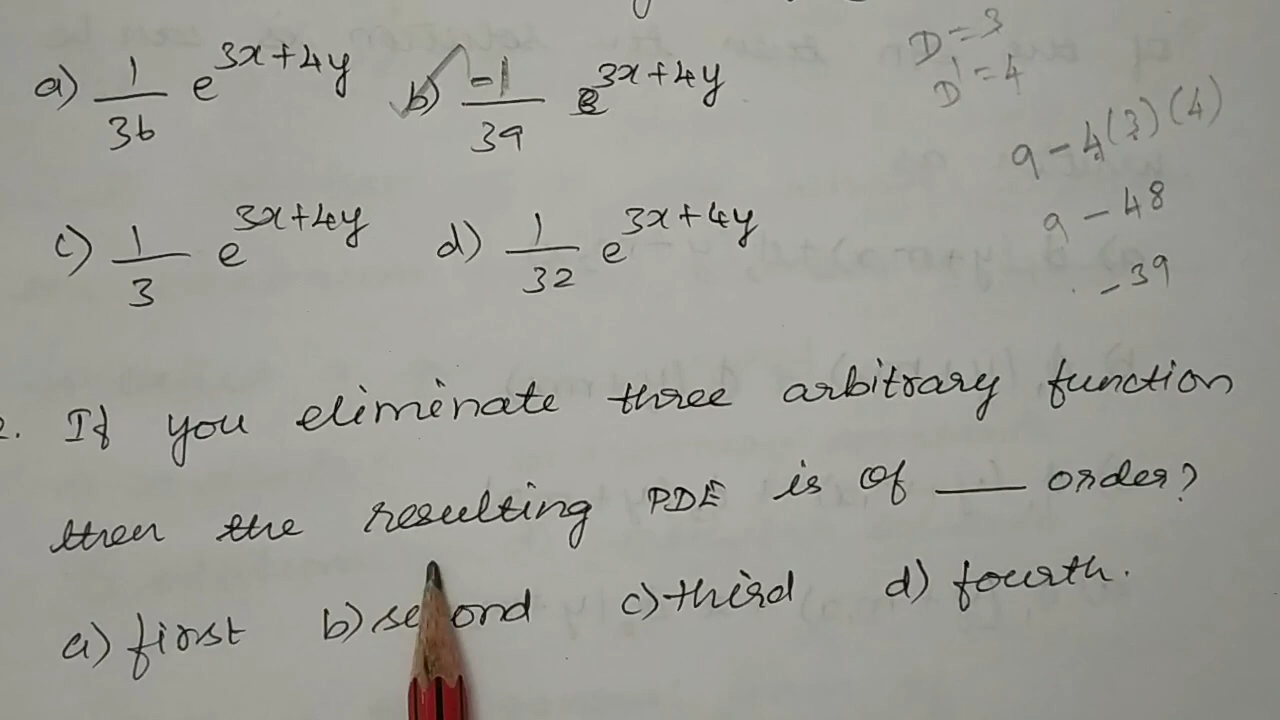 a) 1/36 e^3x+4y b) -1/39 e^3x+4y
c) 1/3 e^3x+4y d) 1/32 e^3x+4y
D = 3
D' = 4
9 - 4(3)(4)
9 - 48
- 39
2. If you eliminate three arbitrary function
then the resulting PDE is of ___ order?
a) first b) second c) third d) fourth.